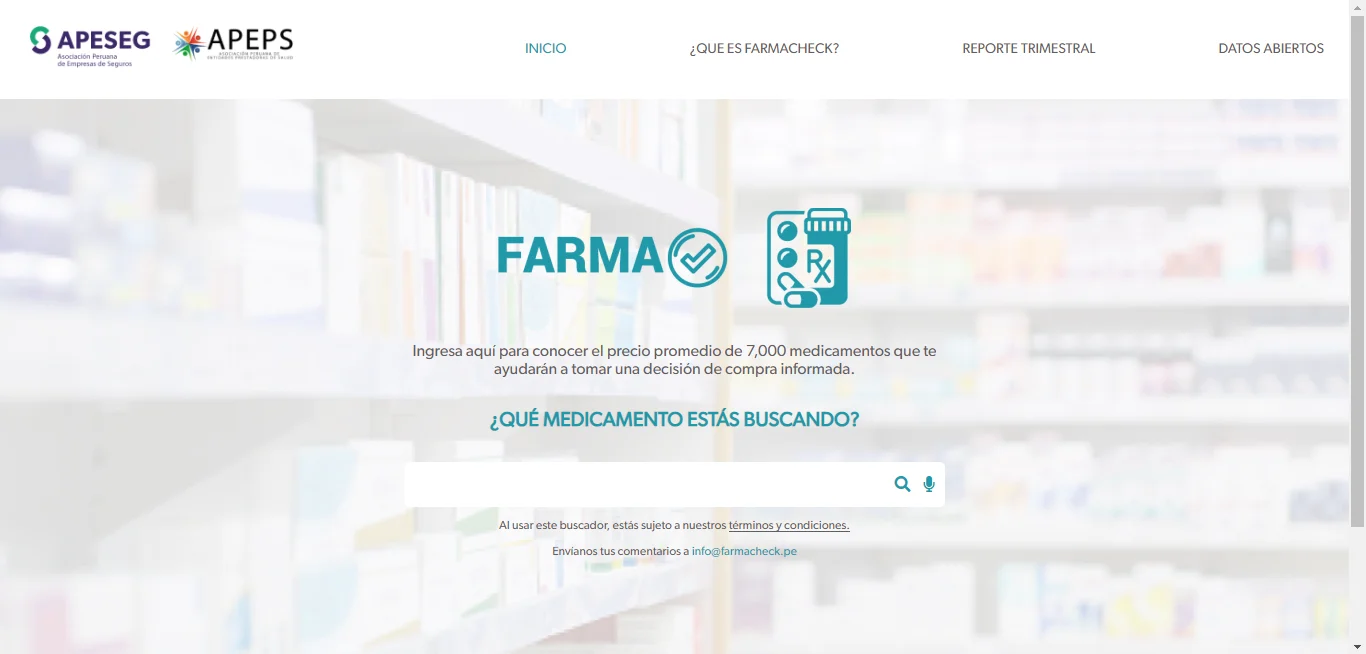 APESEG
Asociación Peruana
de Empresas de Seguros
APEPS
ASOCIACIÓN PERUANA DE
ENTIDADES PRESTADORAS DE SALUD
INICIO
¿QUE ES FARMACHECK?
REPORTE TRIMESTRAL
DATOS ABIERTOS
FARMA
RX
Ingresa aquí para conocer el precio promedio de 7,000 medicamentos que te
ayudarán a tomar una decisión de compra informada.
¿QUÉ MEDICAMENTO ESTÁS BUSCANDO?
Al usar este buscador, estás sujeto a nuestros términos y condiciones.
Envíanos tus comentarios a info@farmacheck.pe